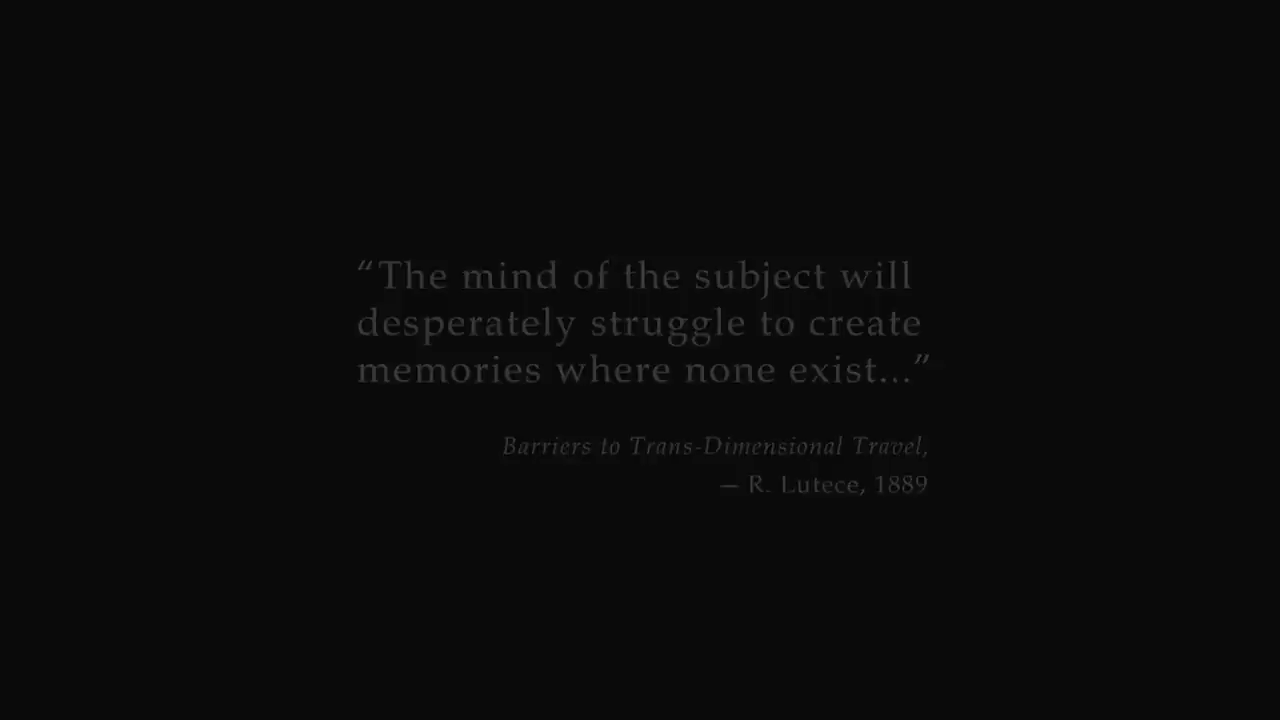 “The mind of the subject will
desperately struggle to create
memories where none exist...”
Barriers to Trans-Dimensional Travel,
— R. Lutece, 1889